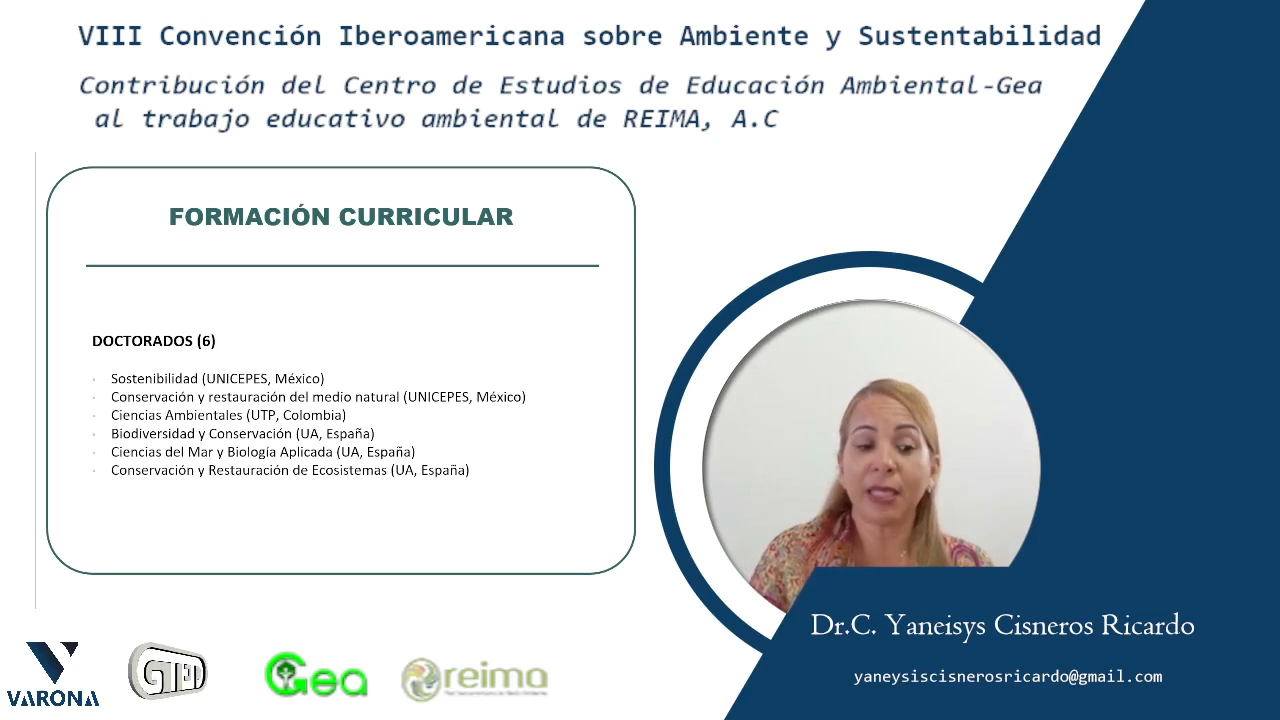 VIII Convención Iberoamericana sobre Ambiente y Sustentabilidad
Contribución del Centro de Estudios de Educación Ambiental-Gea
al trabajo educativo ambiental de REIMA, A.C
FORMACIÓN CURRICULAR
DOCTORADOS (6)
Sostenibilidad (UNICEPES, México)
Conservación y restauración del medio natural (UNICEPES, México)
Ciencias Ambientales (UTP, Colombia)
Biodiversidad y Conservación (UA, España)
Ciencias del Mar y Biología Aplicada (UA, España)
Conservación y Restauración de Ecosistemas (UA, España)
Dr.C. Yaneisys Cisneros Ricardo
yaneysiscisnerosricardo@gmail.com
VARONA
Gea
reima